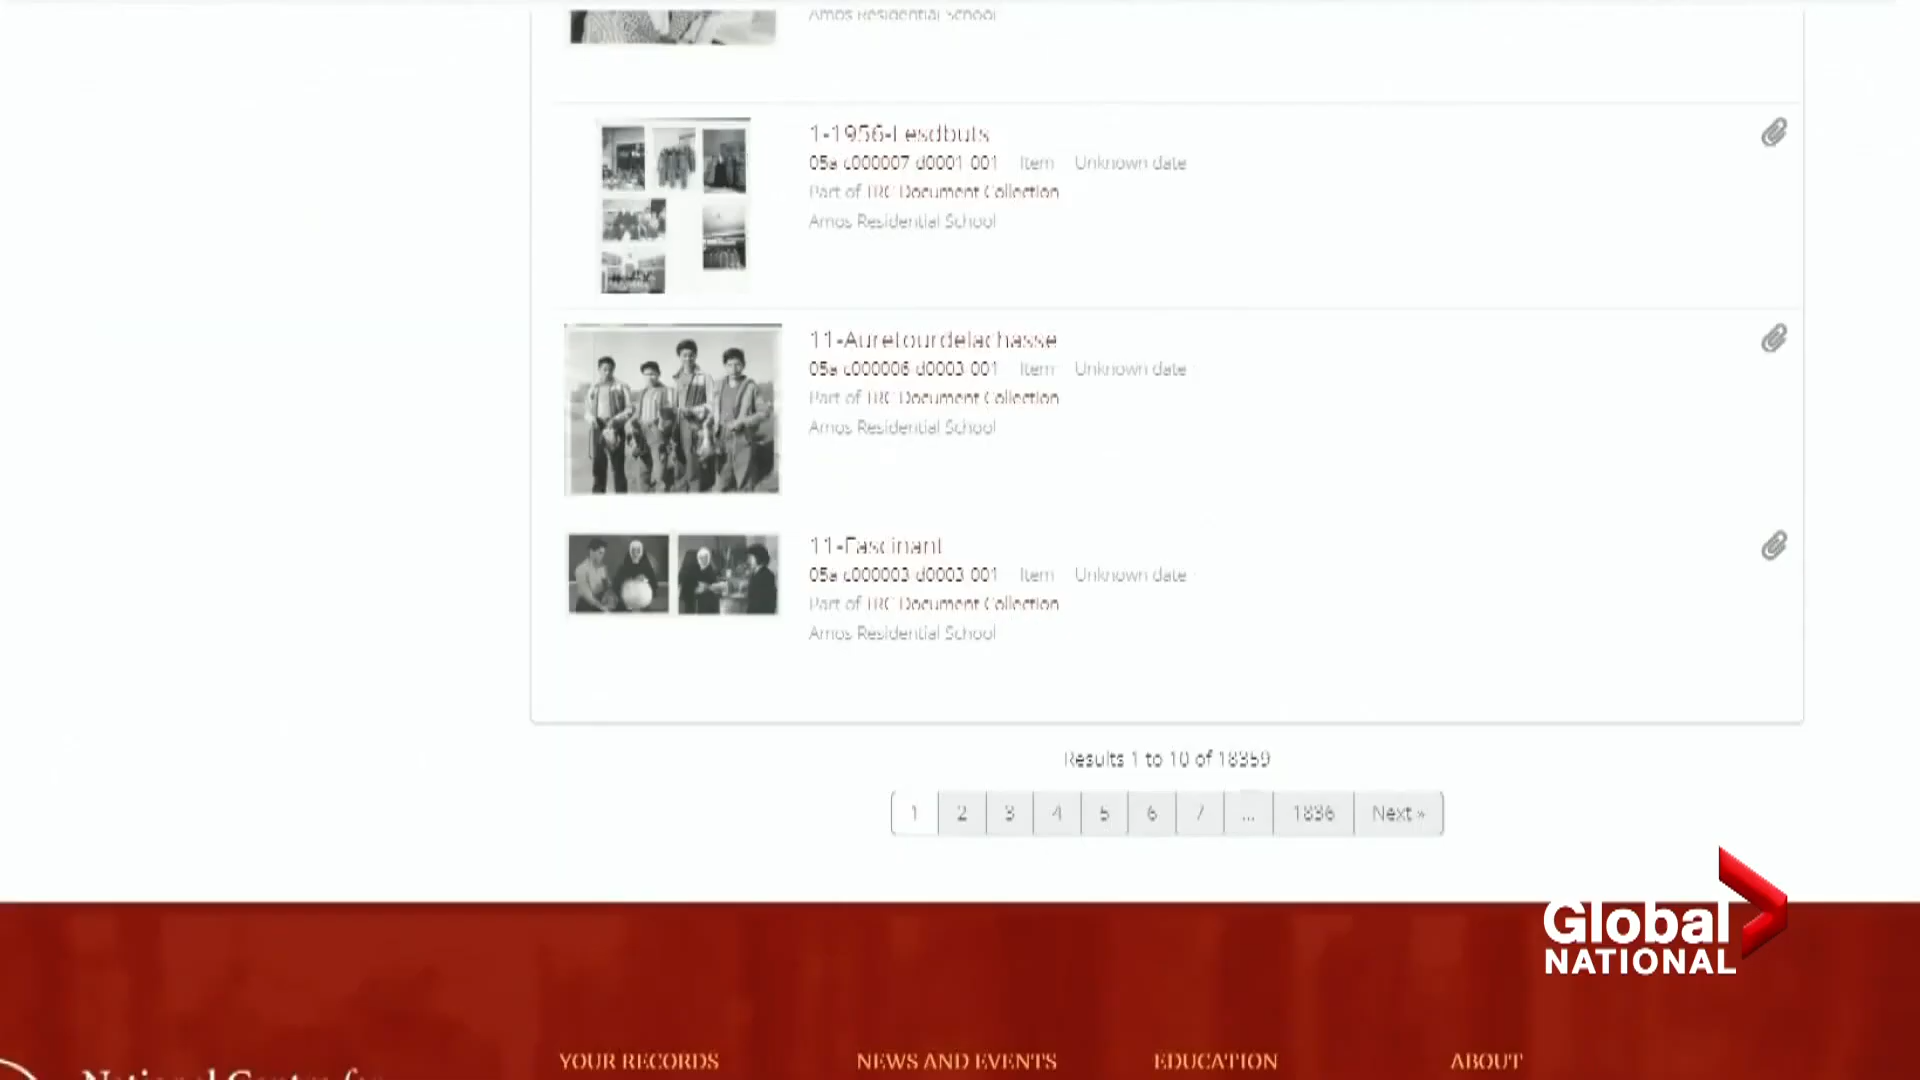 Amos Residential School
1-1956-Lesdbuts
05a-c000007-d0001-001 Item Unknown date
Part of TRC Document Collection
Amos Residential School
11-Auretourdelachasse
05a-c000006-d0003-001 Item Unknown date
Part of TRC Document Collection
Amos Residential School
11-Fascinant
05a-c000003-d0003-001 Item Unknown date
Part of TRC Document Collection
Amos Residential School
Results 1 to 10 of 18359
1 2 3 4 5 6 7 ... 1836 Next »
Global
NATIONAL
YOUR RECORDS NEWS AND EVENTS EDUCATION ABOUT
National Centre for